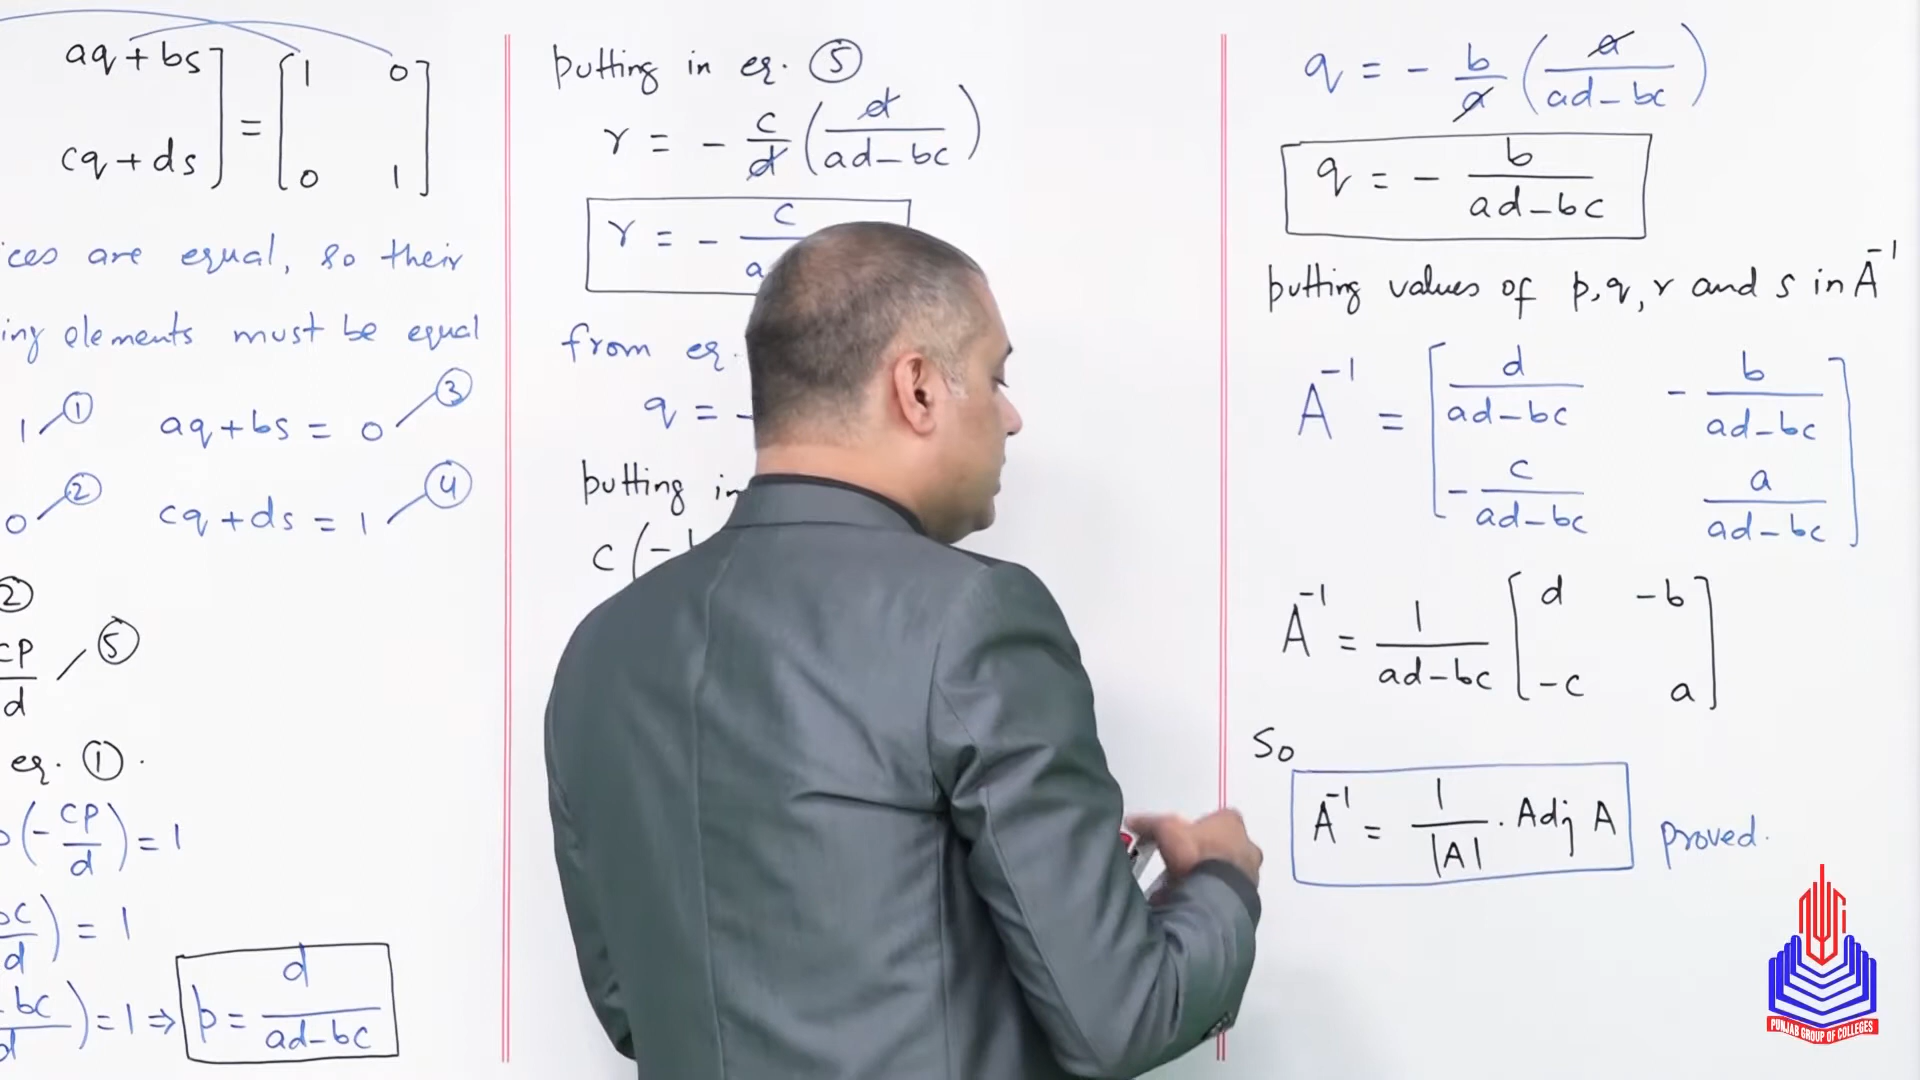 aq + bs] = [1 0
cq + ds] [0 1]
ces are equal, so their
ing elements must be equal
1 ① aq + bs = 0 ③
0 ② cq + ds = 1 ④
②
cp/d ⑤
eq. ① .
(- cp/d) = 1
bc/d) = 1
bc/d) = 1 ⇒ p = d/(ad - bc)
putting in eq. ⑤
r = - c/d (d/(ad - bc))
r = - c/
from eq.
q = -
putting in
c (-
q = - b/a (a/(ad - bc))
q = - b/(ad - bc)
putting values of p, q, r and s in A⁻¹
A⁻¹ = [d/(ad - bc) - b/(ad - bc)
- c/(ad - bc) a/(ad - bc)]
A⁻¹ = 1/(ad - bc) [d -b
-c a]
So
A⁻¹ = 1/|A| . Adj A proved.
PUNJAB GROUP OF COLLEGES